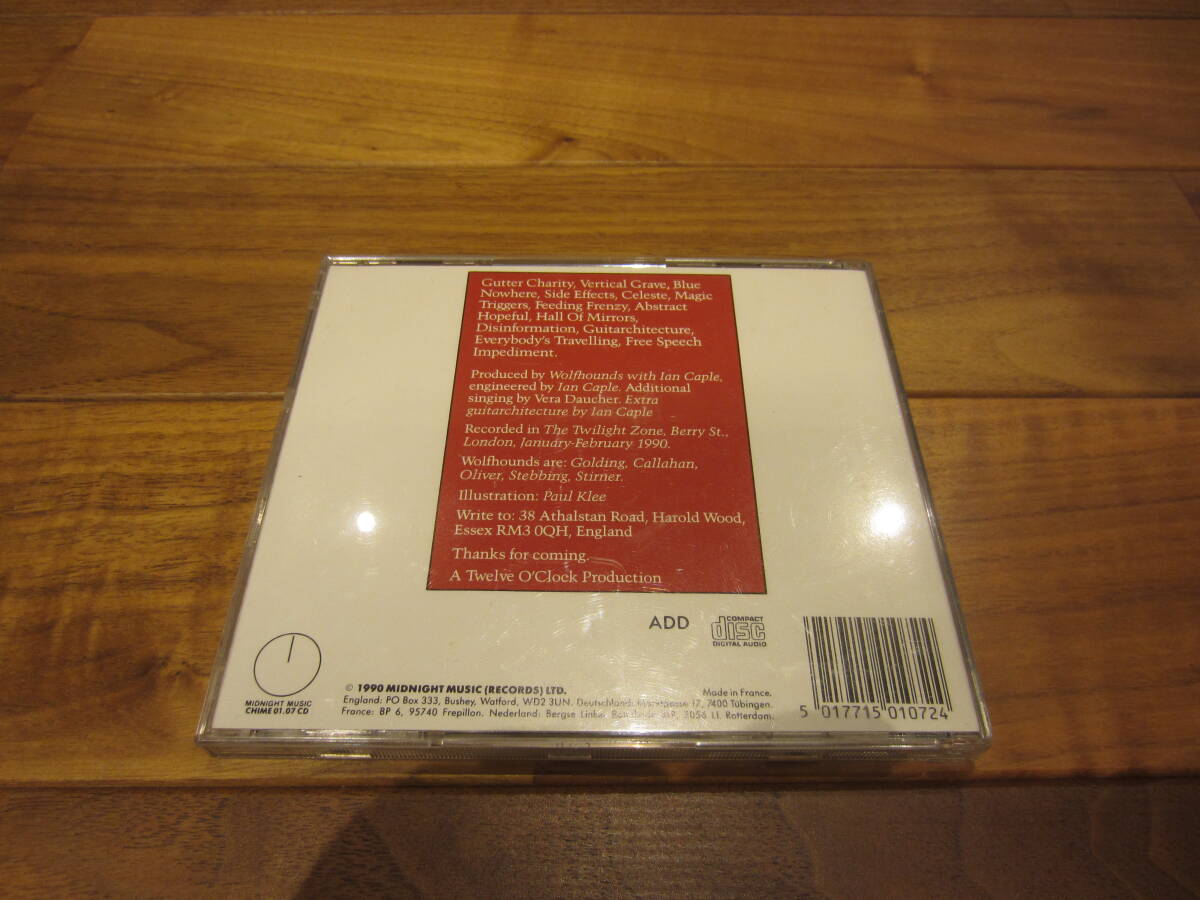 Gutter Charity, Vertical Grave, Blue
Nowhere, Side Effects, Celeste, Magic
Triggers, Feeding Frenzy, Abstract
Hopeful, Hall Of Mirrors,
Disinformation, Guitarchitecture,
Everybody's Travelling, Free Speech
Impediment.
Produced by Wolfhounds with Ian Caple,
engineered by Ian Caple. Additional
singing by Vera Daucher. Extra
guitarchitecture by Ian Caple
Recorded in The Twilight Zone, Berry St.,
London, January-February 1990.
Wolfhounds are: Golding, Callahan,
Oliver, Stebbing, Stirner.
Illustration: Paul Klee
Write to: 38 Athalstan Road, Harold Wood,
Essex RM3 0QH, England
Thanks for coming.
A Twelve O'Clock Production
ADD
COMPACT
disc
DIGITAL AUDIO
MIDNIGHT MUSIC
CHIME 01.07 CD
© 1990 MIDNIGHT MUSIC (RECORDS) LTD.
Made in France.
England: PO Box 333, Bushey, Watford, WD2 3UN. Deutschland: 17, 7400 Tübingen.
France: BP 6, 95740 Frepillon. Nederland: Bergse 3056 Rotterdam.
5 017715 010724